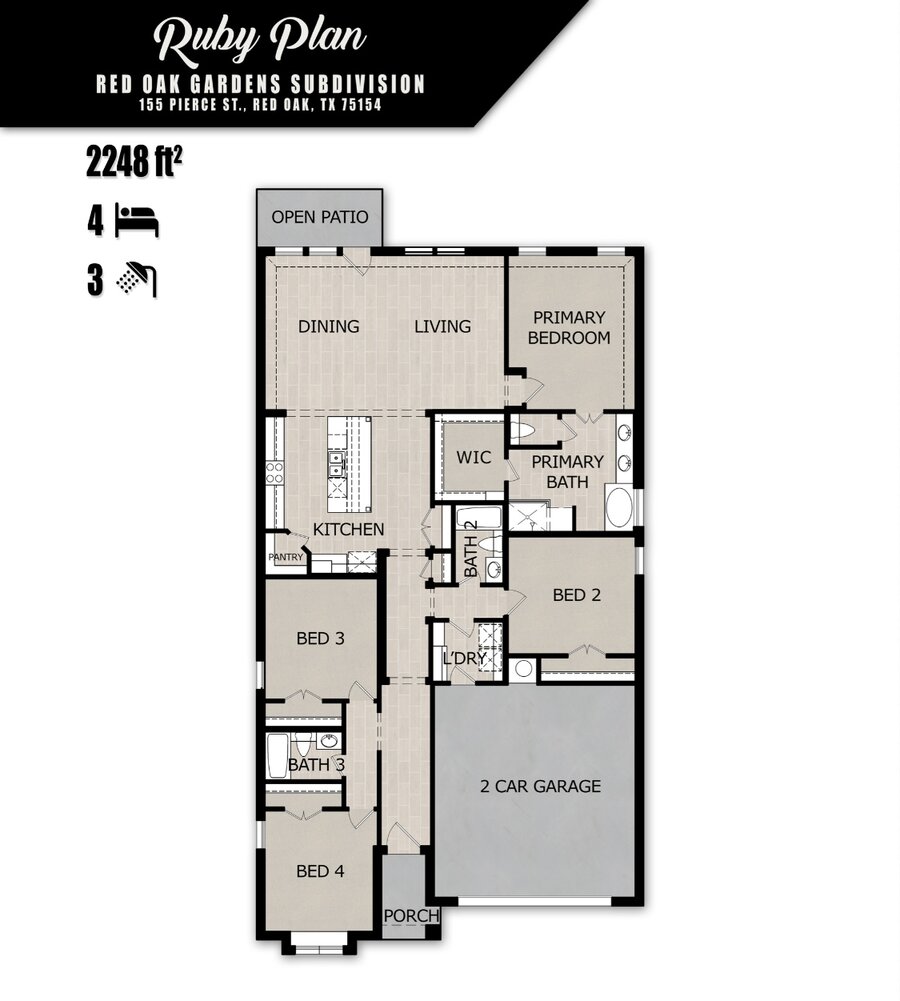 Ruby Plan
RED OAK GARDENS SUBDIVISION
155 PIERCE ST., RED OAK, TX 75154
2248 ft²
4
3
OPEN PATIO
DINING
LIVING
PRIMARY
BEDROOM
WIC
PRIMARY
BATH
KITCHEN
BATH 2
PANTRY
BED 2
BED 3
L'DRY
BATH 3
2 CAR GARAGE
BED 4
PORCH